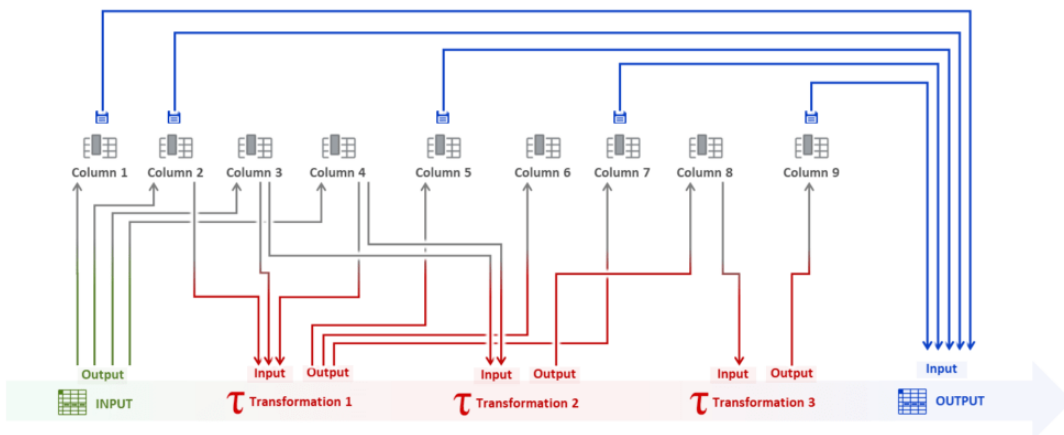 Column 1
Column 2
Column 3
Column 4
Column 5
Column 6
Column 7
Column 8
Column 9
Output
Input
Output
Input
Output
Input
Output
Input
INPUT
τ Transformation 1
τ Transformation 2
τ Transformation 3
OUTPUT